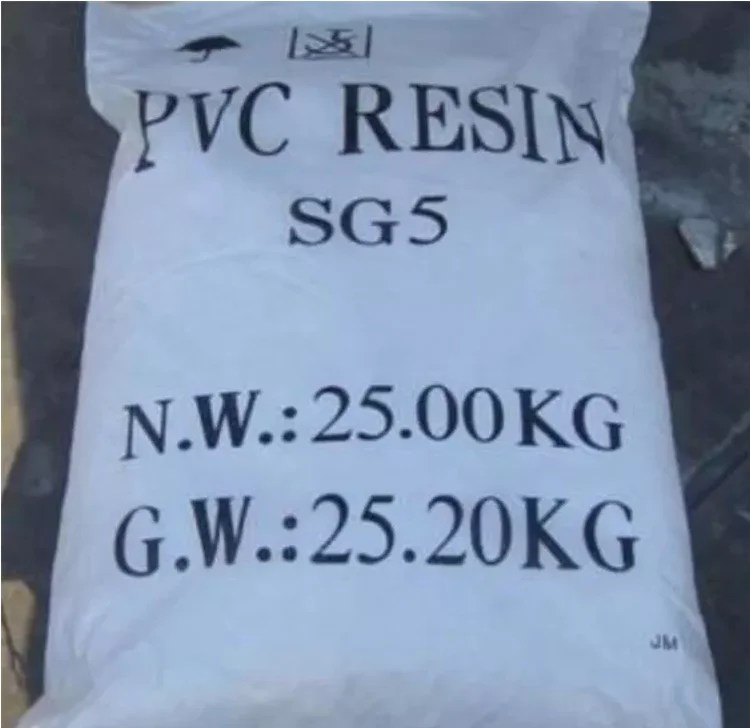 PVC RESIN
SG5
N.W.:25.00KG
G.W.:25.20KG
JM